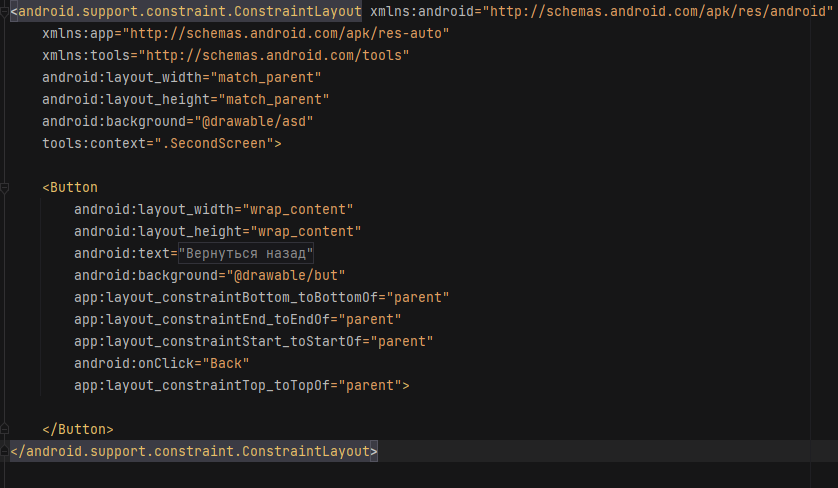 <android.support.constraint.ConstraintLayout xmlns:android="http://schemas.android.com/apk/res/android"
    xmlns:app="http://schemas.android.com/apk/res-auto"
    xmlns:tools="http://schemas.android.com/tools"
    android:layout_width="match_parent"
    android:layout_height="match_parent"
    android:background="@drawable/asd"
    tools:context=".SecondScreen">

    <Button
        android:layout_width="wrap_content"
        android:layout_height="wrap_content"
        android:text="Вернуться назад"
        android:background="@drawable/but"
        app:layout_constraintBottom_toBottomOf="parent"
        app:layout_constraintEnd_toEndOf="parent"
        app:layout_constraintStart_toStartOf="parent"
        android:onClick="Back"
        app:layout_constraintTop_toTopOf="parent">

    </Button>
</android.support.constraint.ConstraintLayout>